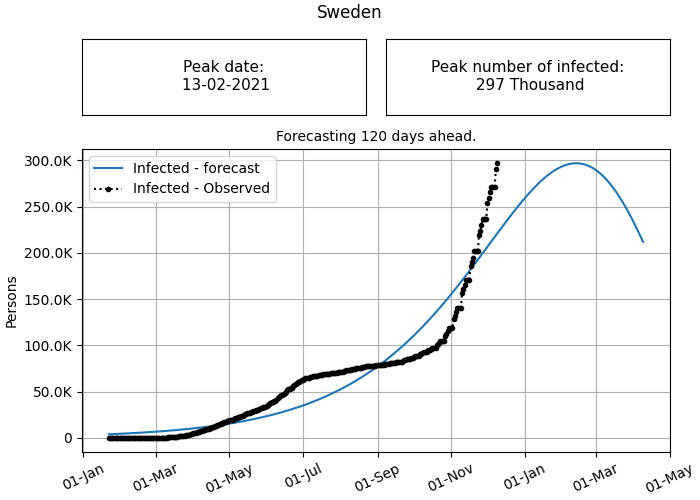 Sweden
Peak date:
13-02-2021
Peak number of infected:
297 Thousand
Forecasting 120 days ahead.
Infected - forecast
Infected - Observed
300.0K
250.0K
200.0K
150.0K
100.0K
50.0K
0
Persons
01-Jan
01-Mar
01-May
01-Jul
01-Sep
01-Nov
01-Jan
01-Mar
01-May